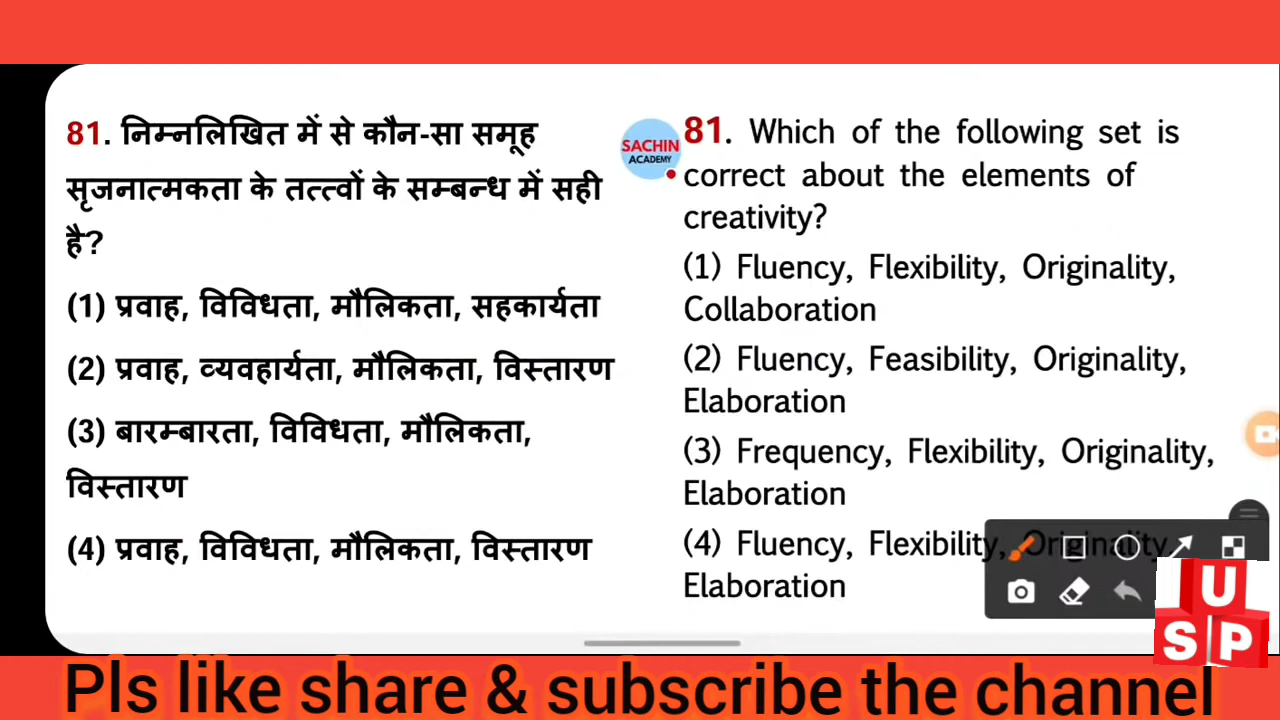 81. निम्नलिखित में से कौन-सा समूह
सृजनात्मकता के तत्त्वों के सम्बन्ध में सही
है?
(1) प्रवाह, विविधता, मौलिकता, सहकार्यता
(2) प्रवाह, व्यवहार्यता, मौलिकता, विस्तारण
(3) बारम्बारता, विविधता, मौलिकता,
विस्तारण
(4) प्रवाह, विविधता, मौलिकता, विस्तारण
SACHIN
ACADEMY
81. Which of the following set is
correct about the elements of
creativity?
(1) Fluency, Flexibility, Originality,
Collaboration
(2) Fluency, Feasibility, Originality,
Elaboration
(3) Frequency, Flexibility, Originality,
Elaboration
(4) Fluency, Flexibility, Originality,
Elaboration
U
S P
Pls like share & subscribe the channel